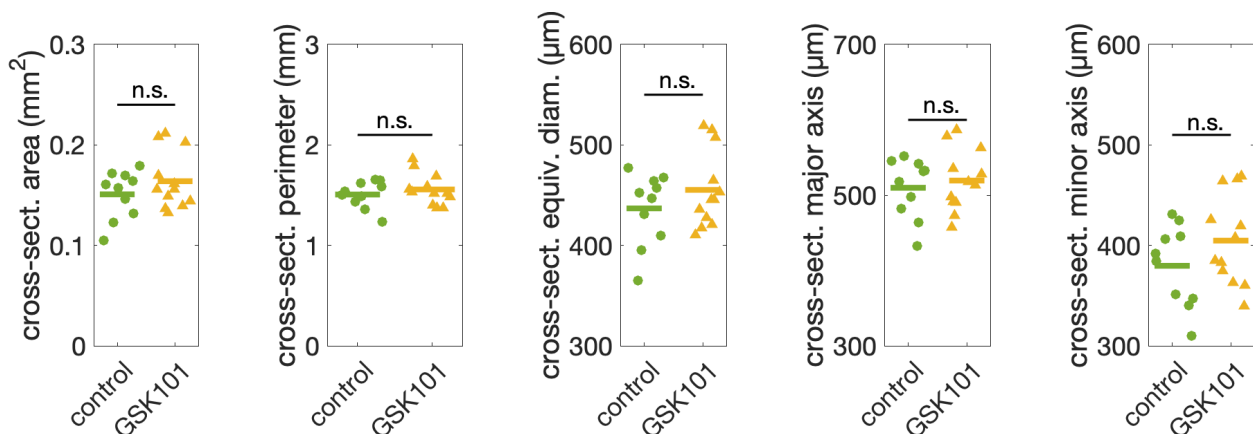 cross-sect. area (mm²)
0.3
0.2
0.1
0
n.s.
control
GSK101
cross-sect. perimeter (mm)
3
2
1
0
n.s.
control
GSK101
cross-sect. equiv. diam. (µm)
600
500
400
300
n.s.
control
GSK101
cross-sect. major axis (µm)
700
500
300
n.s.
control
GSK101
cross-sect. minor axis (µm)
600
500
400
300
n.s.
control
GSK101